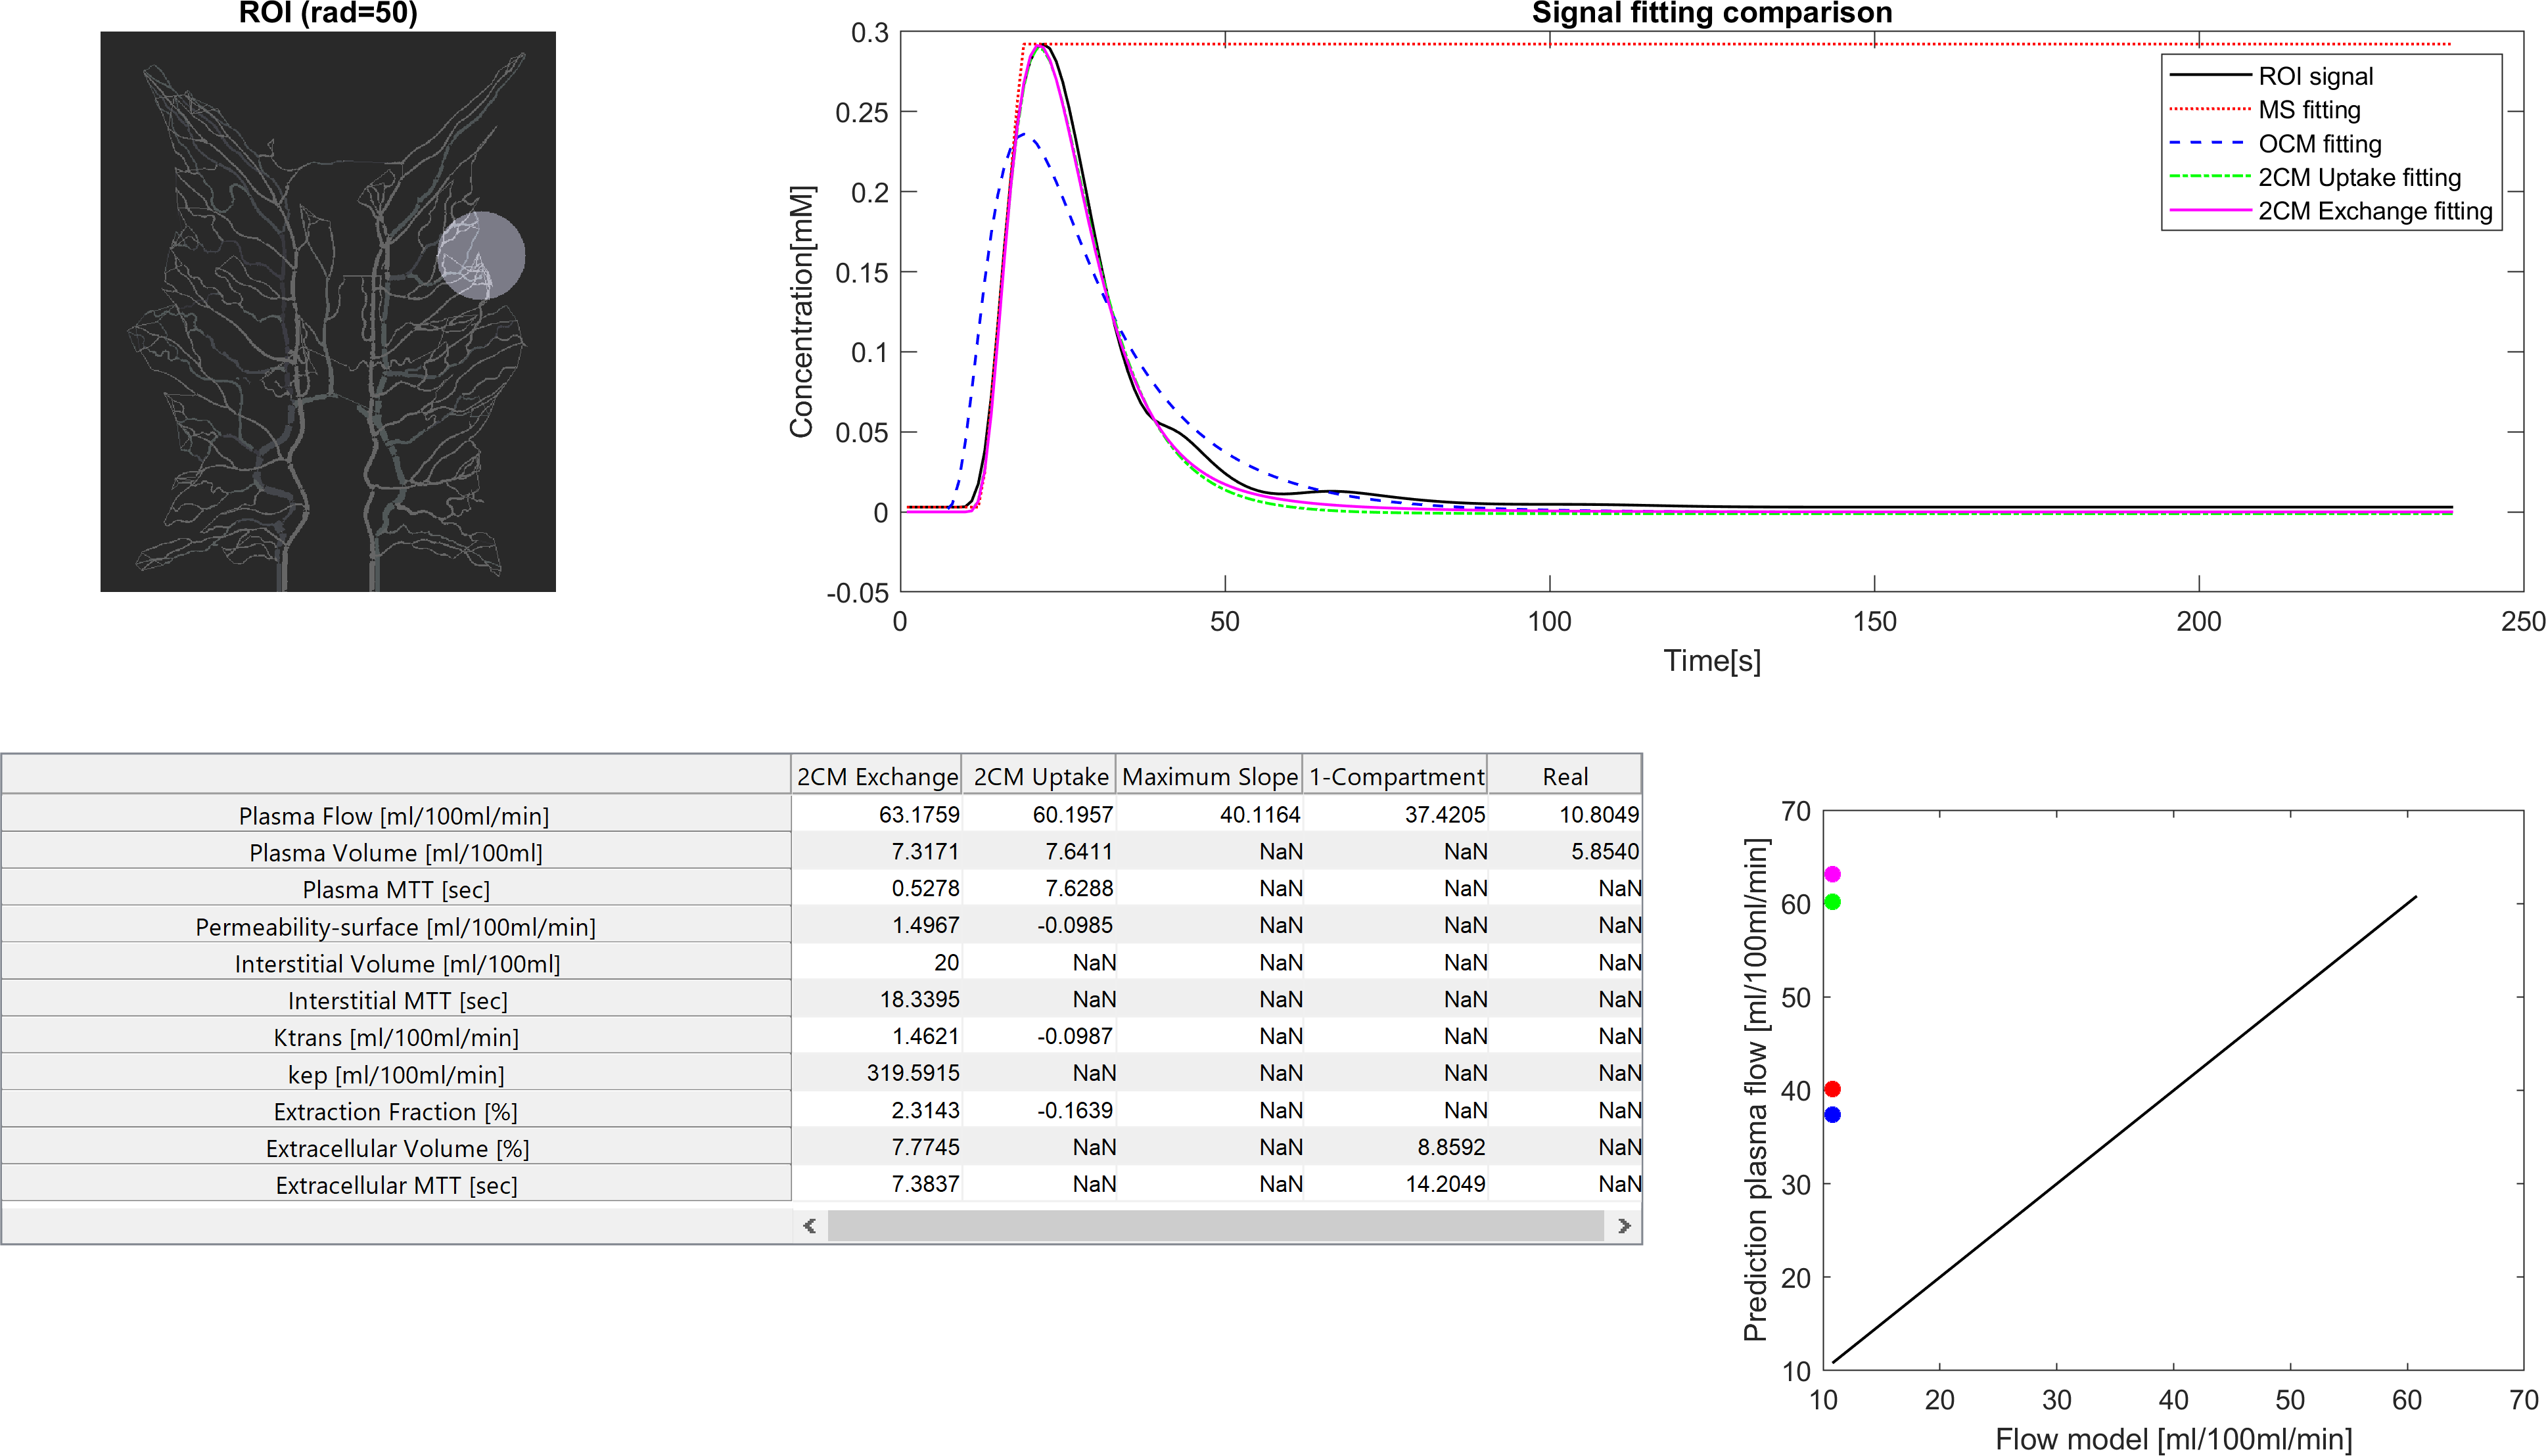 ROI (rad=50)
Signal fitting comparison
0.3
0.25
0.2
0.15
0.1
0.05
0
-0.05
Concentration[mM]
0 50 100 150 200 250
Time[s]
ROI signal
MS fitting
OCM fitting
2CM Uptake fitting
2CM Exchange fitting
2CM Exchange 2CM Uptake Maximum Slope 1-Compartment Real
Plasma Flow [ml/100ml/min] 63.1759 60.1957 40.1164 37.4205 10.8049
Plasma Volume [ml/100ml] 7.3171 7.6411 NaN NaN 5.8540
Plasma MTT [sec] 0.5278 7.6288 NaN NaN NaN
Permeability-surface [ml/100ml/min] 1.4967 -0.0985 NaN NaN NaN
Interstitial Volume [ml/100ml] 20 NaN NaN NaN NaN
Interstitial MTT [sec] 18.3395 NaN NaN NaN NaN
Ktrans [ml/100ml/min] 1.4621 -0.0987 NaN NaN NaN
kep [ml/100ml/min] 319.5915 NaN NaN NaN NaN
Extraction Fraction [%] 2.3143 -0.1639 NaN NaN NaN
Extracellular Volume [%] 7.7745 NaN NaN 8.8592 NaN
Extracellular MTT [sec] 7.3837 NaN NaN 14.2049 NaN
70
60
50
40
30
20
10
Prediction plasma flow [ml/100ml/min]
10 20 30 40 50 60 70
Flow model [ml/100ml/min]